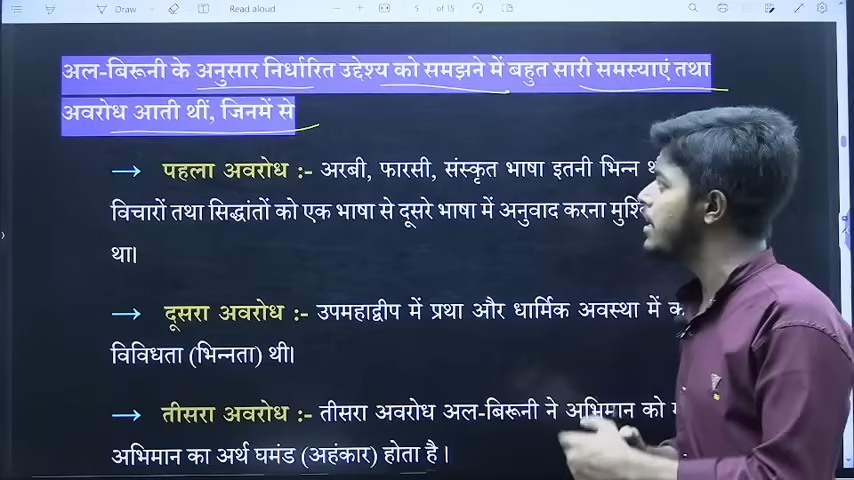 Draw
Read aloud
5 of 15
अल-बिरूनी के अनुसार निर्धारित उद्देश्य को समझने में बहुत सारी समस्याएं तथा
अवरोध आती थीं, जिनमें से
→ पहला अवरोध :- अरबी, फारसी, संस्कृत भाषा इतनी भिन्न
विचारों तथा सिद्धांतों को एक भाषा से दूसरे भाषा में अनुवाद करना
था।
→ दूसरा अवरोध :- उपमहाद्वीप में प्रथा और धार्मिक अवस्था में
विविधता (भिन्नता) थी।
→ तीसरा अवरोध :- तीसरा अवरोध अल-बिरूनी ने अभिमान को
अभिमान का अर्थ घमंड (अहंकार) होता है।